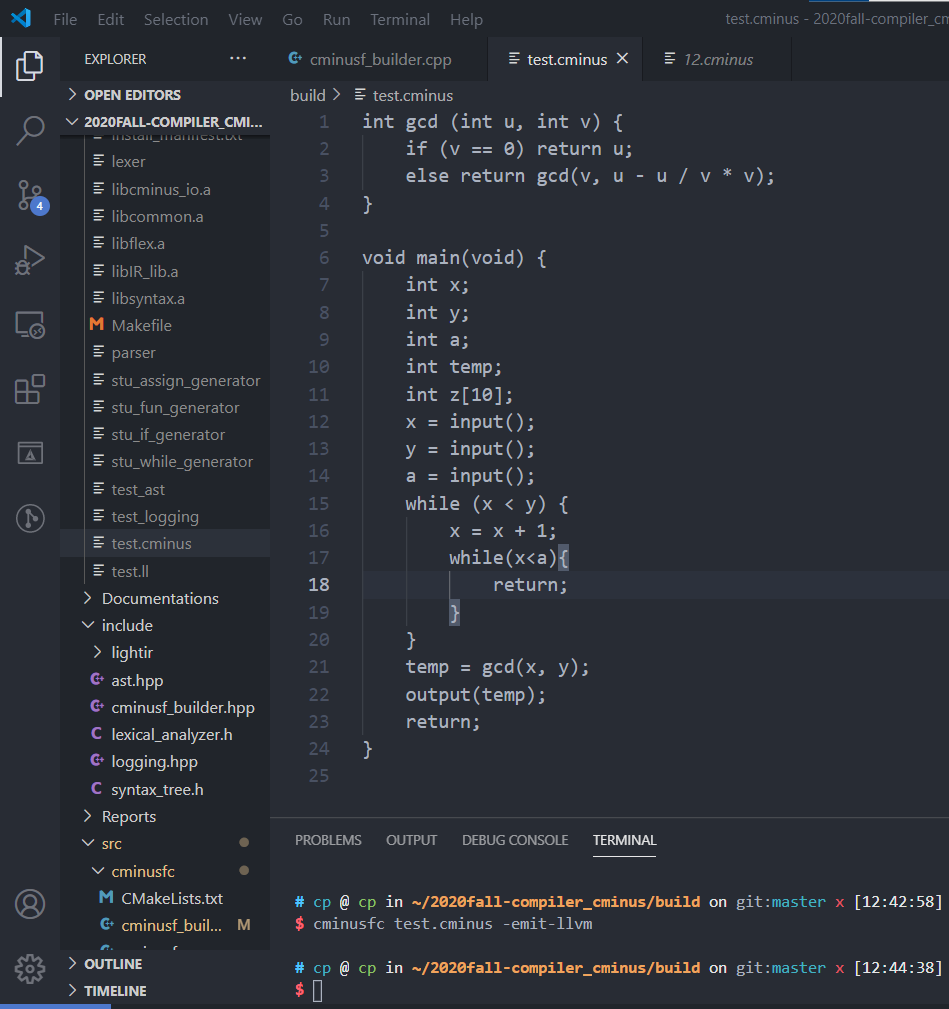 File Edit Selection View Go Run Terminal Help
test.cminus - 2020fall-compiler_cm
EXPLORER ···
OPEN EDITORS
2020FALL-COMPILER_CMI...
install_manifest.txt
lexer
libcminus_io.a
libcommon.a
libflex.a
libIR_lib.a
libsyntax.a
M Makefile
parser
stu_assign_generator
stu_fun_generator
stu_if_generator
stu_while_generator
test_ast
test_logging
test.cminus
test.ll
Documentations
include
lightir
ast.hpp
cminusf_builder.hpp
C lexical_analyzer.h
logging.hpp
C syntax_tree.h
Reports
src
cminusfc
M CMakeLists.txt
cminusf_buil... M
OUTLINE
TIMELINE
4
cminusf_builder.cpp test.cminus 12.cminus
build > test.cminus
1 int gcd (int u, int v) {
2 if (v == 0) return u;
3 else return gcd(v, u - u / v * v);
4 }
5
6 void main(void) {
7 int x;
8 int y;
9 int a;
10 int temp;
11 int z[10];
12 x = input();
13 y = input();
14 a = input();
15 while (x < y) {
16 x = x + 1;
17 while(x<a){
18 return;
19 }
20 }
21 temp = gcd(x, y);
22 output(temp);
23 return;
24 }
25
PROBLEMS OUTPUT DEBUG CONSOLE TERMINAL
# cp @ cp in ~/2020fall-compiler_cminus/build on git:master x [12:42:58]
$ cminusfc test.cminus -emit-llvm
# cp @ cp in ~/2020fall-compiler_cminus/build on git:master x [12:44:38]
$